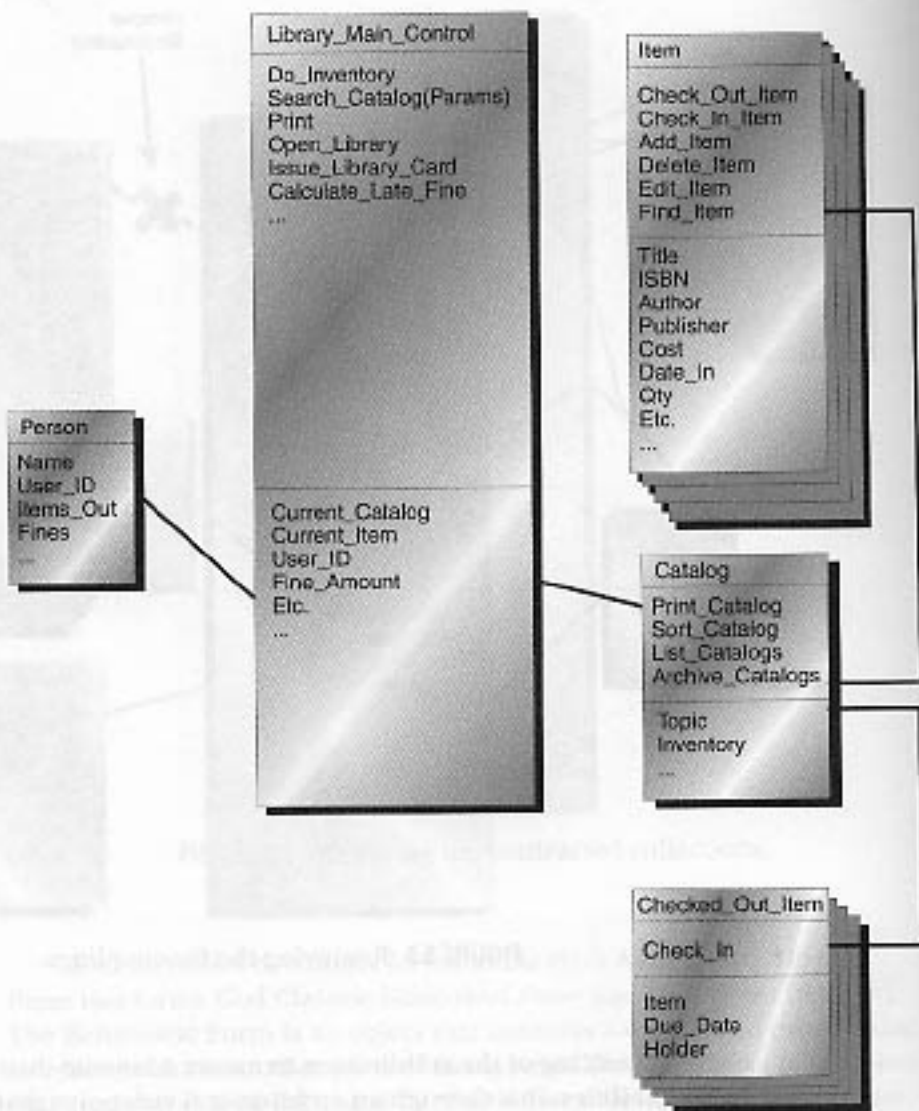 Library_Main_Control
Do_Inventory
Search_Catalog(Params)
Print
Open_Library
Issue_Library_Card
Calculate_Late_Fine
...
Current_Catalog
Current_Item
User_ID
Fine_Amount
Etc.
...
Item
Check_Out_Item
Check_In_Item
Add_Item
Delete_Item
Edit_Item
Find_Item
Title
ISBN
Author
Publisher
Cost
Date_In
Qty
Etc.
...
Person
Name
User_ID
Items_Out
Fines
...
Catalog
Print_Catalog
Sort_Catalog
List_Catalogs
Archive_Catalogs
Topic
Inventory
...
Checked_Out_Item
Check_In
Item
Due_Date
Holder